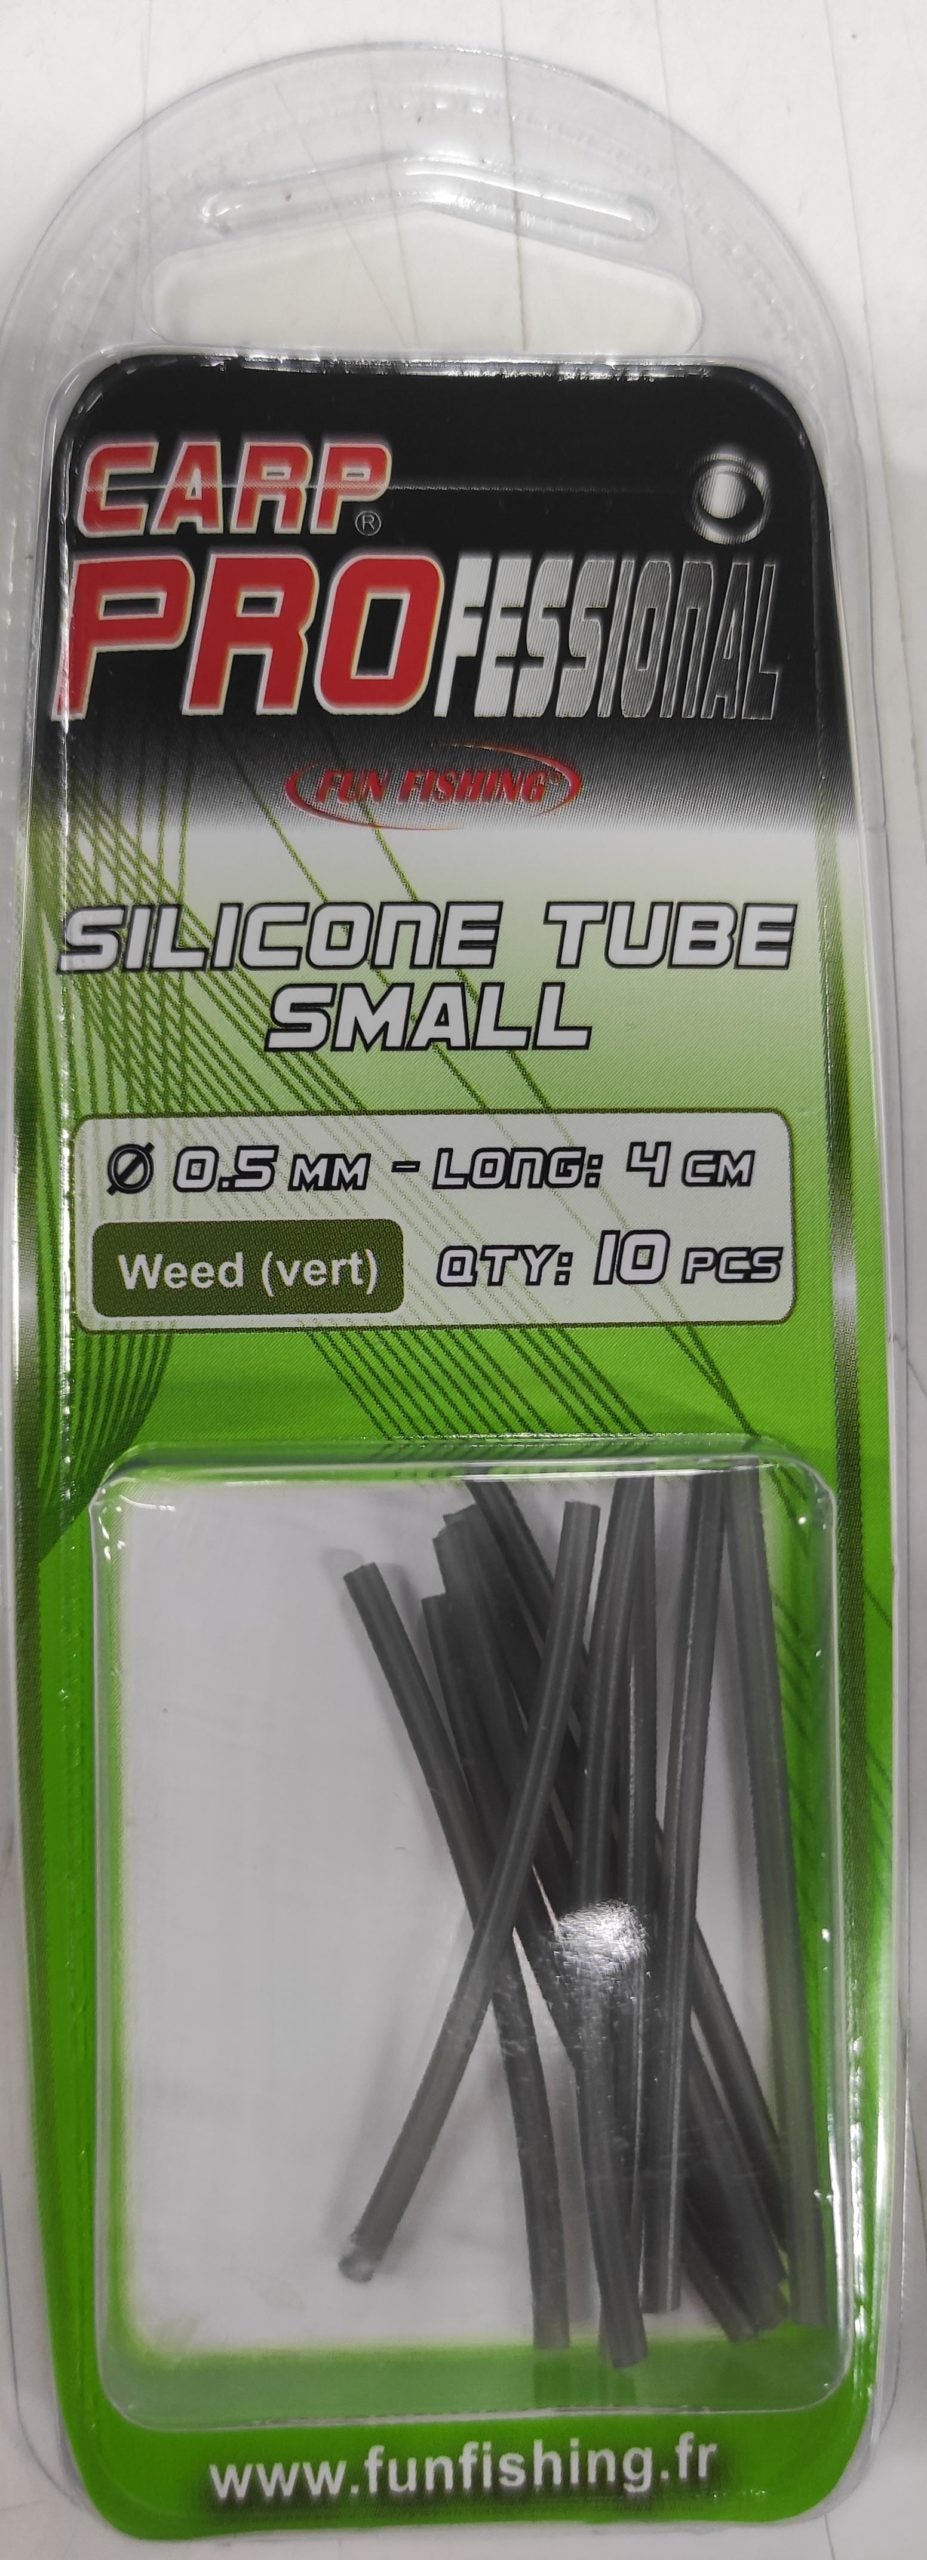 CARP®
PROFESSIONAL
FUN FISHING®
SILICONE TUBE
SMALL
Ø 0.5 MM - LONG: 4 CM
Weed (vert) QTY: 10 PCS
www.funfishing.fr